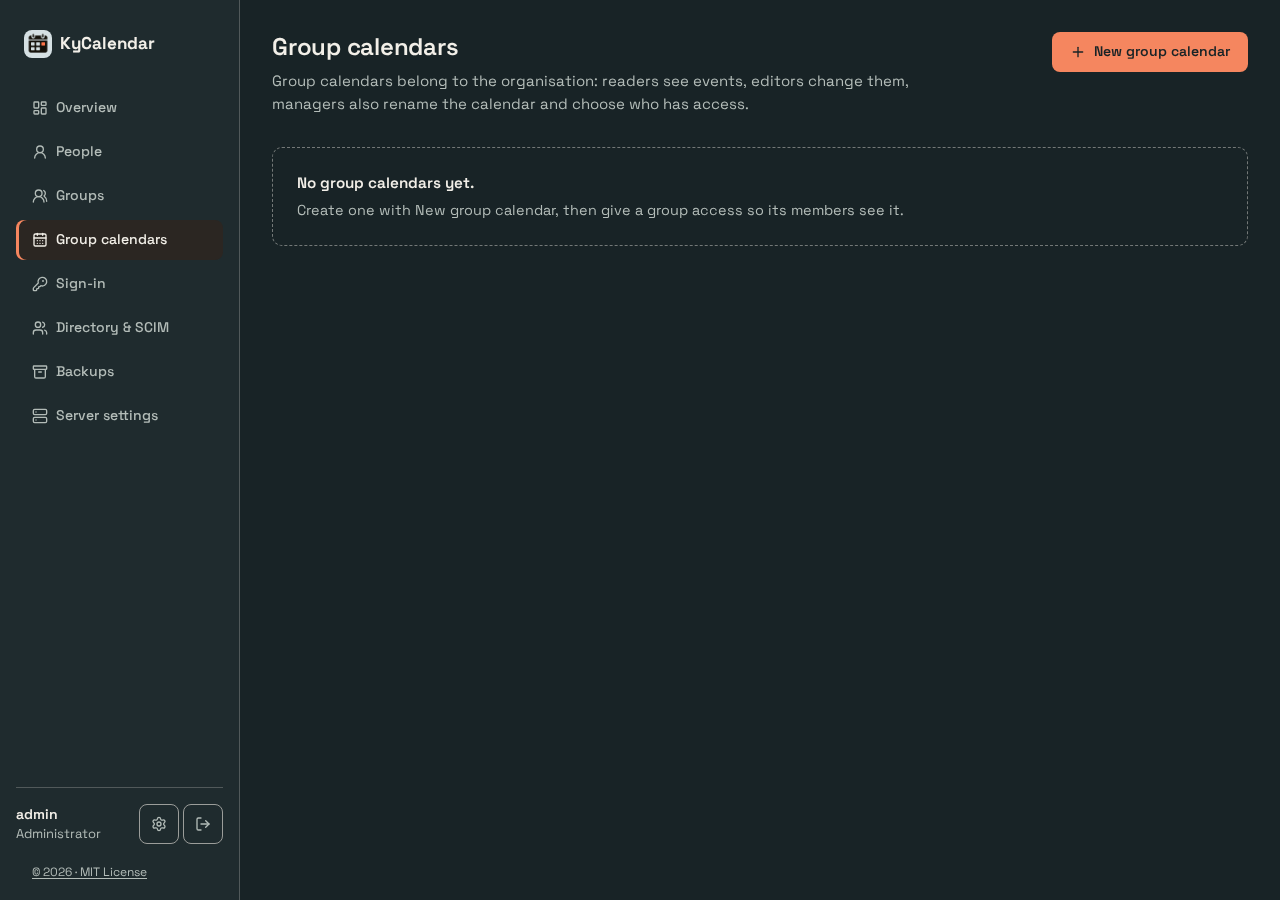 KyCalendar
Overview
People
Groups
Group calendars
Sign-in
Directory & SCIM
Backups
Server settings
admin
Administrator
© 2026 · MIT License
Group calendars
Group calendars belong to the organisation: readers see events, editors change them,
managers also rename the calendar and choose who has access.
New group calendar
No group calendars yet.
Create one with New group calendar, then give a group access so its members see it.